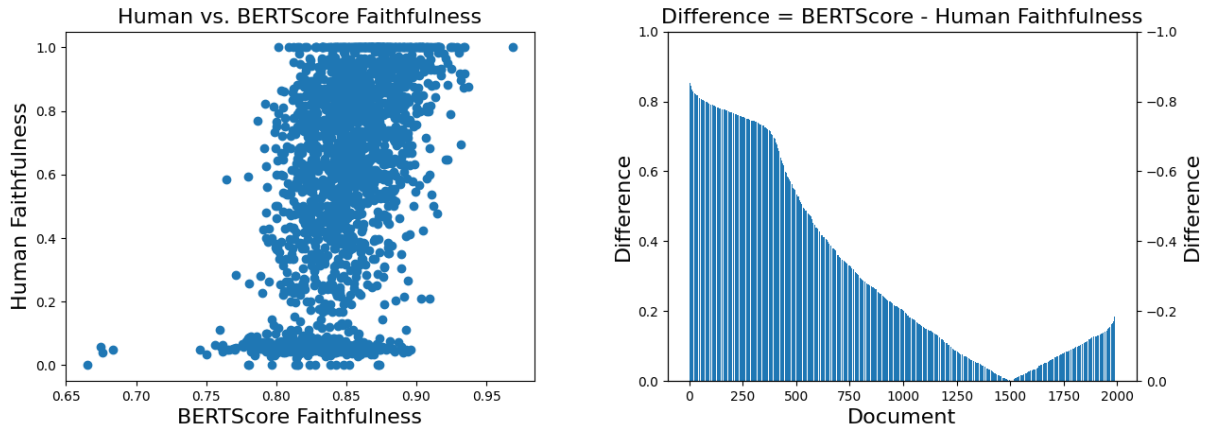 Human vs. BERTScore Faithfulness
1.0
0.8
0.6
0.4
0.2
0.0
Human Faithfulness
0.65 0.70 0.75 0.80 0.85 0.90 0.95
BERTScore Faithfulness
Difference = BERTScore - Human Faithfulness
1.0
0.8
0.6
0.4
0.2
0.0
Difference
0 250 500 750 1000 1250 1500 1750 2000
Document
−1.0
−0.8
−0.6
−0.4
−0.2
0.0
Difference